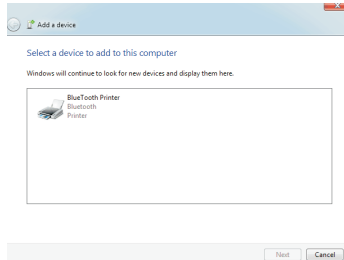 Add a device
Select a device to add to this computer
Windows will continue to look for new devices and display them here.
BlueTooth Printer
Bluetooth
Printer
Next
Cancel